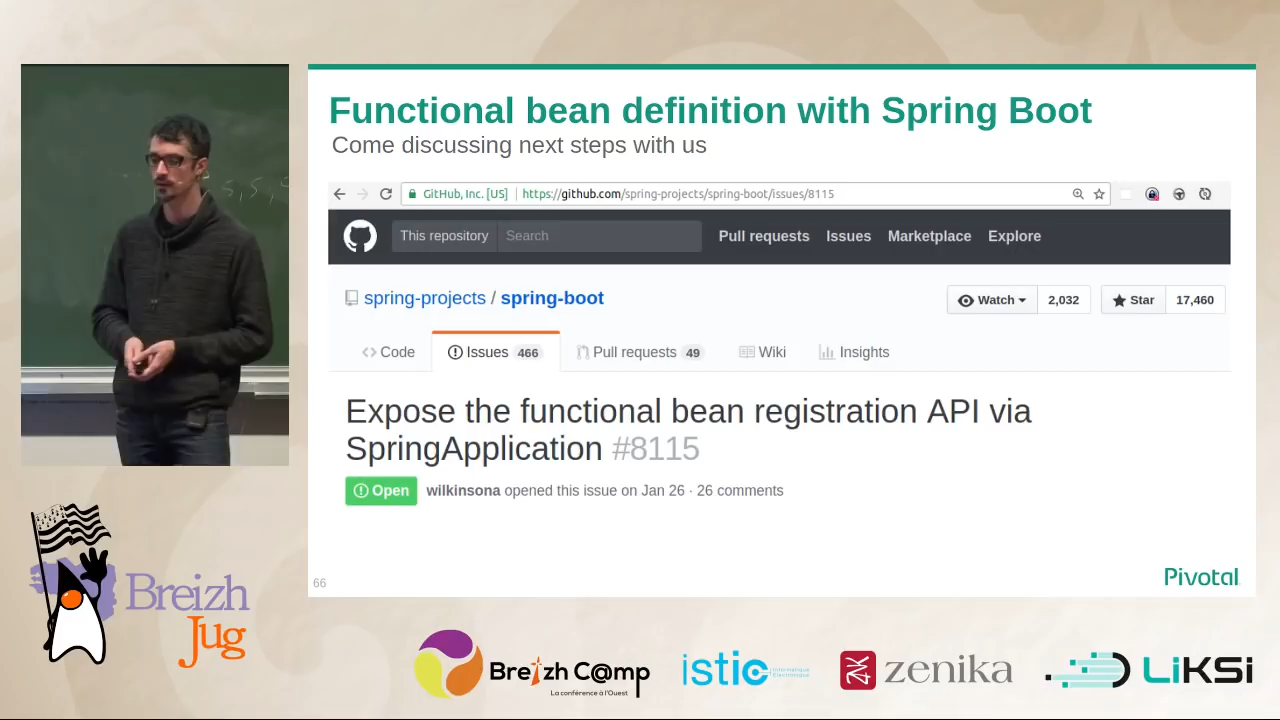 Functional bean definition with Spring Boot
Come discussing next steps with us
GitHub, Inc. [US] https://github.com/spring-projects/spring-boot/issues/8115
This repository Search Pull requests Issues Marketplace Explore
spring-projects / spring-boot Watch 2,032 Star 17,460
Code Issues 466 Pull requests 49 Wiki Insights
Expose the functional bean registration API via
SpringApplication #8115
Open wilkinsona opened this issue on Jan 26 · 26 comments
66
Pivotal
Breizh
Jug
Breizh C@mp
La conférence à l'Ouest
istic
Informatique
Électronique
zenika
LiKSi